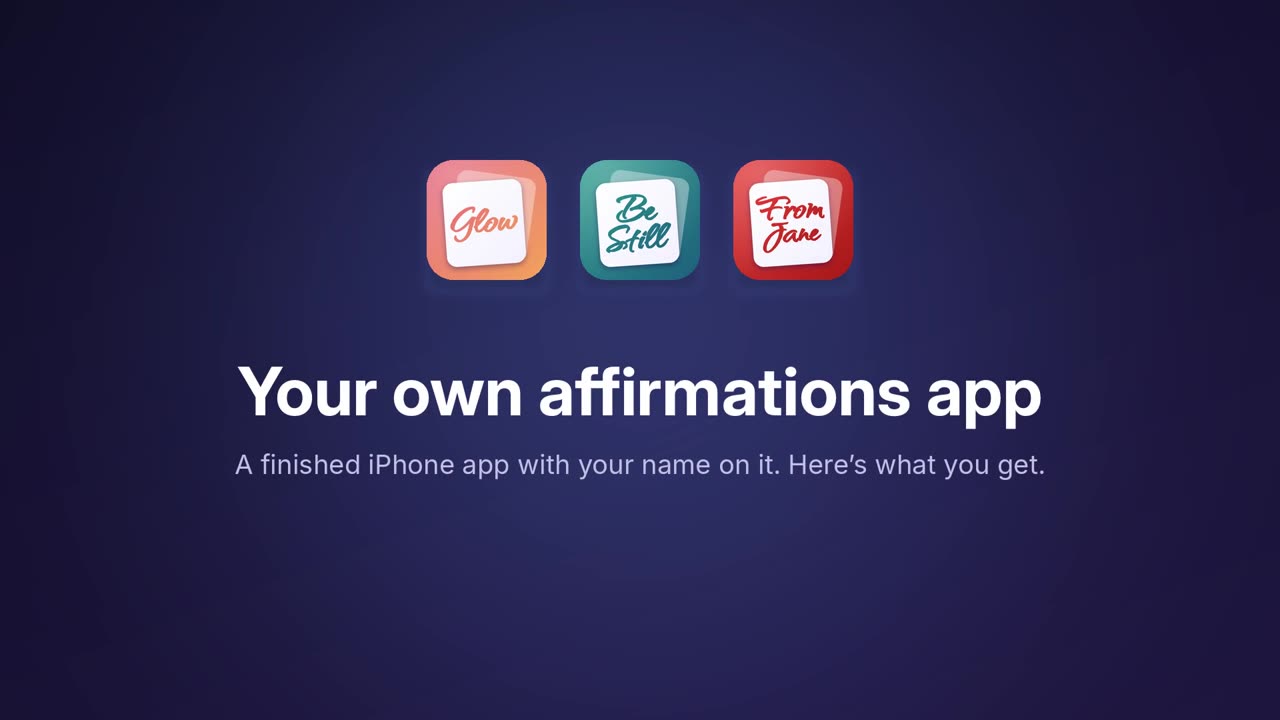 Glow
Be
Still
From
Jane
Your own affirmations app
A finished iPhone app with your name on it. Here’s what you get.